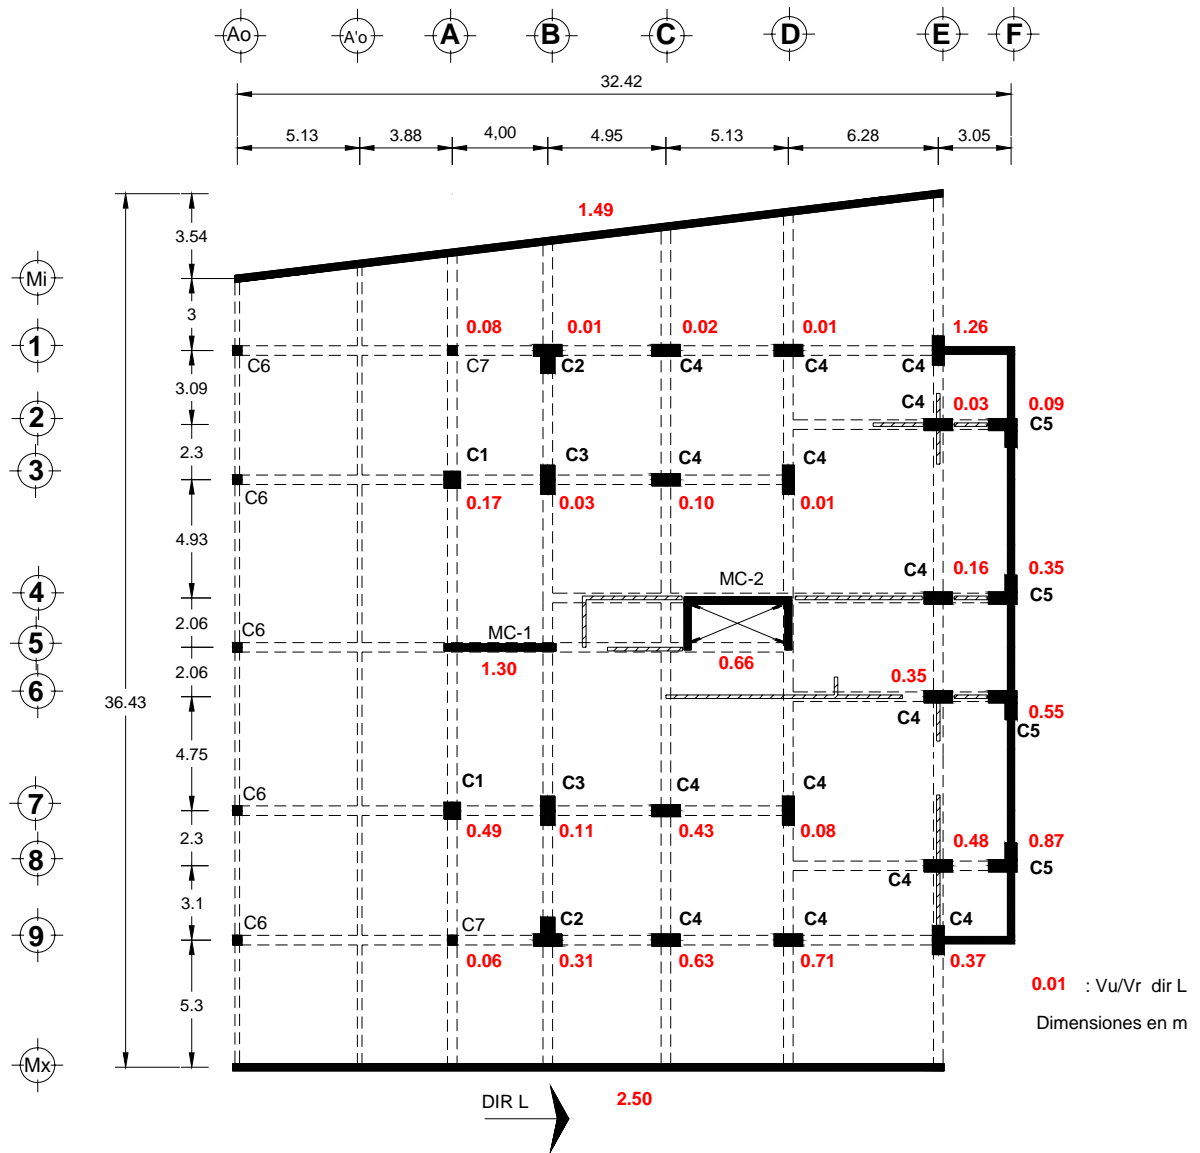 Ao A'o A B C D E F
32.42
5.13 3.88 4,00 4.95 5.13 6.28 3.05
1.49
3.54
Mi
3
0.08 0.01 0.02 0.01 1.26
1
C6 C7 C2 C4 C4 C4
3.09
C4 0.03 0.09
2
C5
2.3
C1 C3 C4 C4
3
C6
0.17 0.03 0.10 0.01
4.93
C4 0.16 0.35
4
MC-2
C5
2.06
C6 MC-1
5
1.30 0.66
2.06
0.35
6
36.43
C4 0.55
C5
4.75
C6 C1 C3 C4 C4
7
0.49 0.11 0.43 0.08
2.3
0.48 0.87
8
C4 C5
3.1
C6 C7 C2 C4 C4 C4
9
0.06 0.31 0.63 0.71 0.37
0.01 : Vu/Vr dir L
5.3
Dimensiones en m
Mx
DIR L 2.50